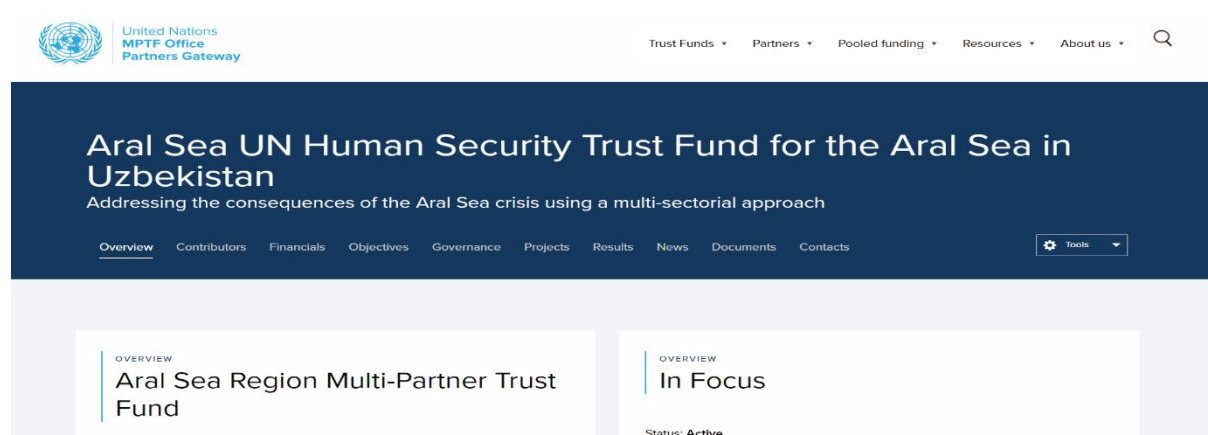 United Nations
MPTF Office
Partners Gateway
Trust Funds Partners Pooled funding Resources About us
Aral Sea UN Human Security Trust Fund for the Aral Sea in
Uzbekistan
Addressing the consequences of the Aral Sea crisis using a multi-sectorial approach
Overview Contributors Financials Objectives Governance Projects Results News Documents Contacts Tools
OVERVIEW
Aral Sea Region Multi-Partner Trust
Fund
OVERVIEW
In Focus
Status: Active